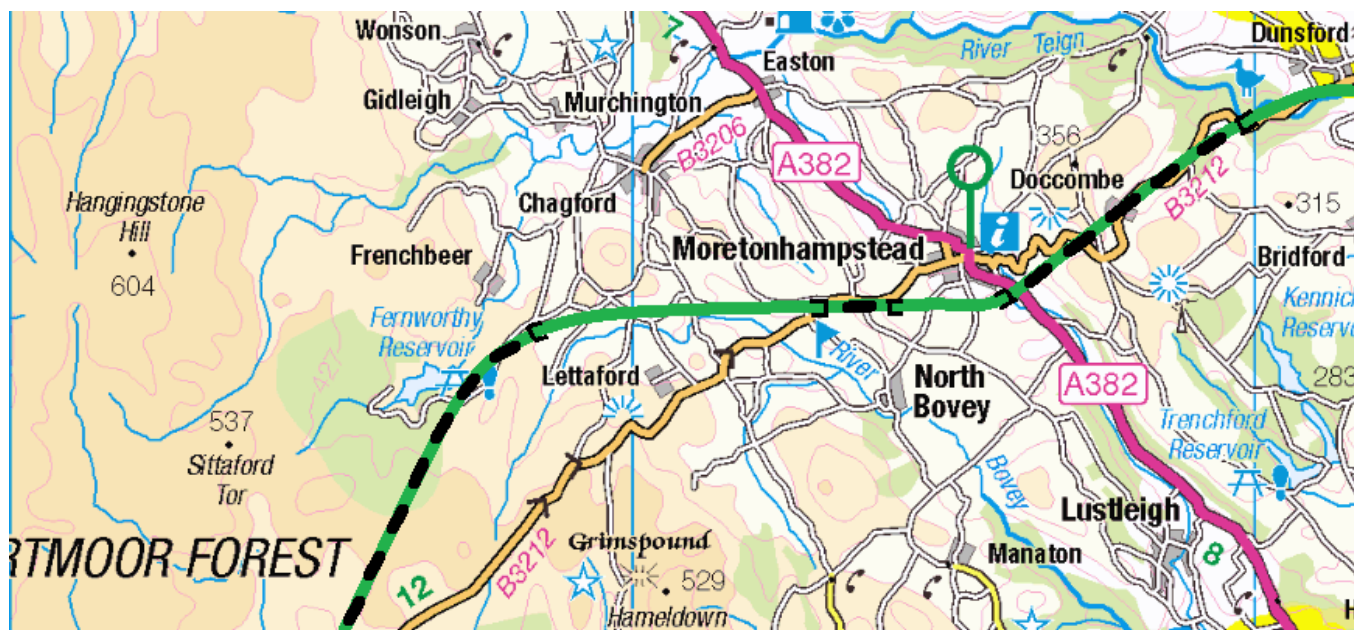 Wonson
7
River Teign
Dunsford
Easton
Gidleigh
Murchington
B3206
A382
356
Doccombe
B3212
315
Hangingstone
Hill
604
Chagford
Frenchbeer
Moretonhampstead
i
Bridford
Fernworthy
Reservoir
427
River
Lettaford
North
Bovey
A382
283
Trenchford
Reservoir
537
Sittaford
Tor
Bovey
Lustleigh
RTMOOR FOREST
12
B3212
Grimspound
529
Hameldown
Manaton
8
H